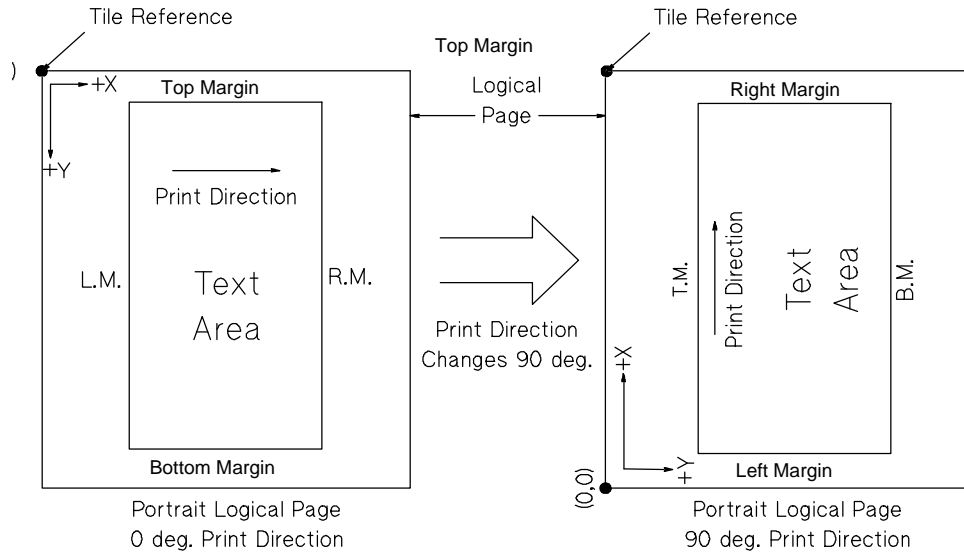 Tile Reference
)
+X
+Y
Top Margin
Print Direction
L.M.
Text
Area
R.M.
Bottom Margin
Portrait Logical Page
0 deg. Print Direction
Top Margin
Logical
Page
Print Direction
Changes 90 deg.
Tile Reference
Right Margin
T.M.
Print Direction
Text
Area
B.M.
+X
+Y
(0,0)
Left Margin
Portrait Logical Page
90 deg. Print Direction